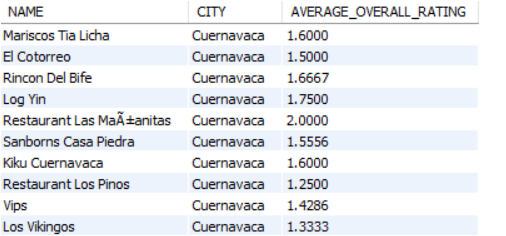 NAME CITY AVERAGE_OVERALL_RATING
Mariscos Tia Licha Cuernavaca 1.6000
El Cotorreo Cuernavaca 1.5000
Rincon Del Bife Cuernavaca 1.6667
Log Yin Cuernavaca 1.7500
Restaurant Las MaÃ±anitas Cuernavaca 2.0000
Sanborns Casa Piedra Cuernavaca 1.5556
Kiku Cuernavaca Cuernavaca 1.6000
Restaurant Los Pinos Cuernavaca 1.2500
Vips Cuernavaca 1.4286
Los Vikingos Cuernavaca 1.3333